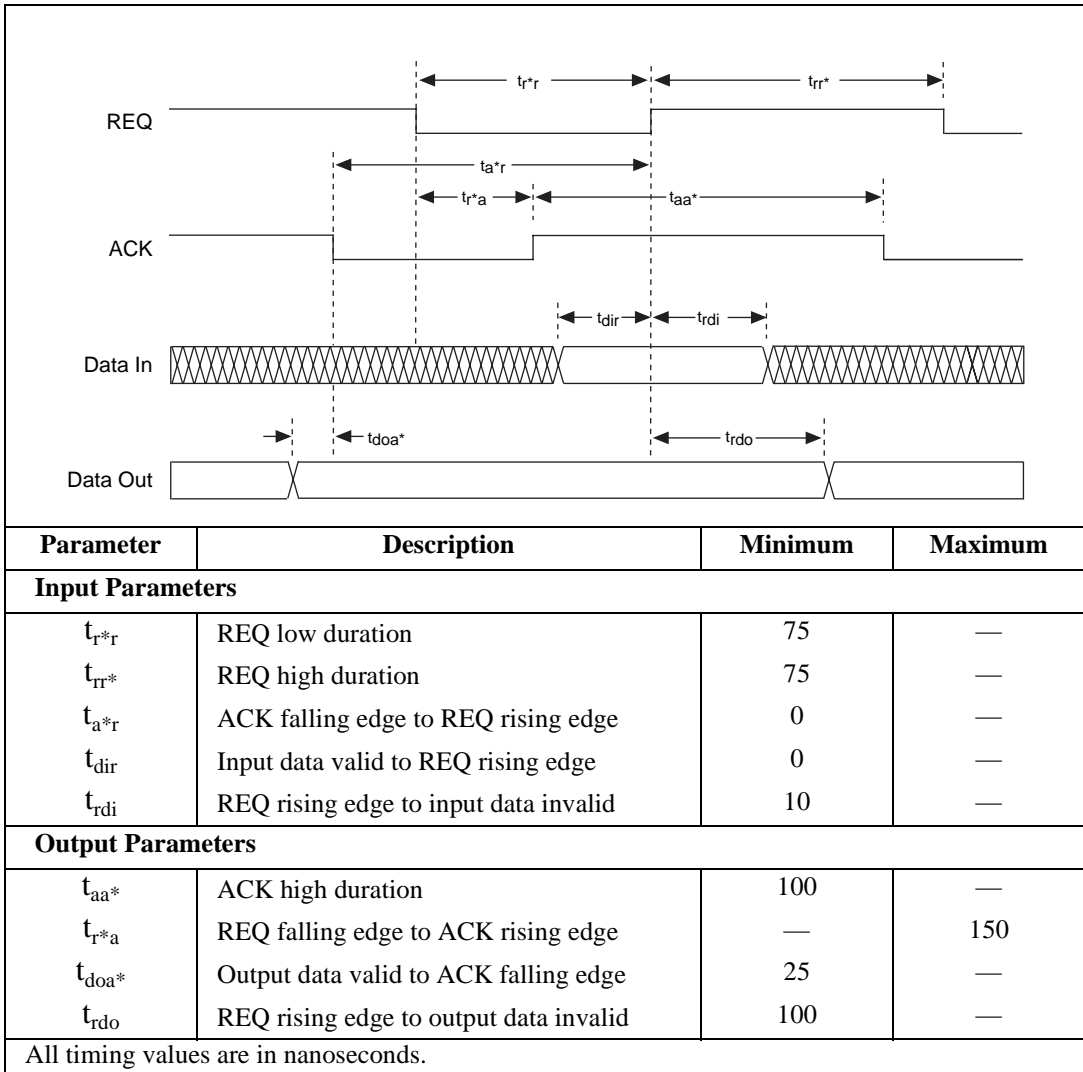 tr*r trr*
REQ
ta*r
tr*a taa*
ACK
tdir trdi
Data In
tdoa* trdo
Data Out
Parameter Description Minimum Maximum
Input Parameters
tr*r REQ low duration 75 —
trr* REQ high duration 75 —
ta*r ACK falling edge to REQ rising edge 0 —
tdir Input data valid to REQ rising edge 0 —
trdi REQ rising edge to input data invalid 10 —
Output Parameters
taa* ACK high duration 100 —
tr*a REQ falling edge to ACK rising edge — 150
tdoa* Output data valid to ACK falling edge 25 —
trdo REQ rising edge to output data invalid 100 —
All timing values are in nanoseconds.